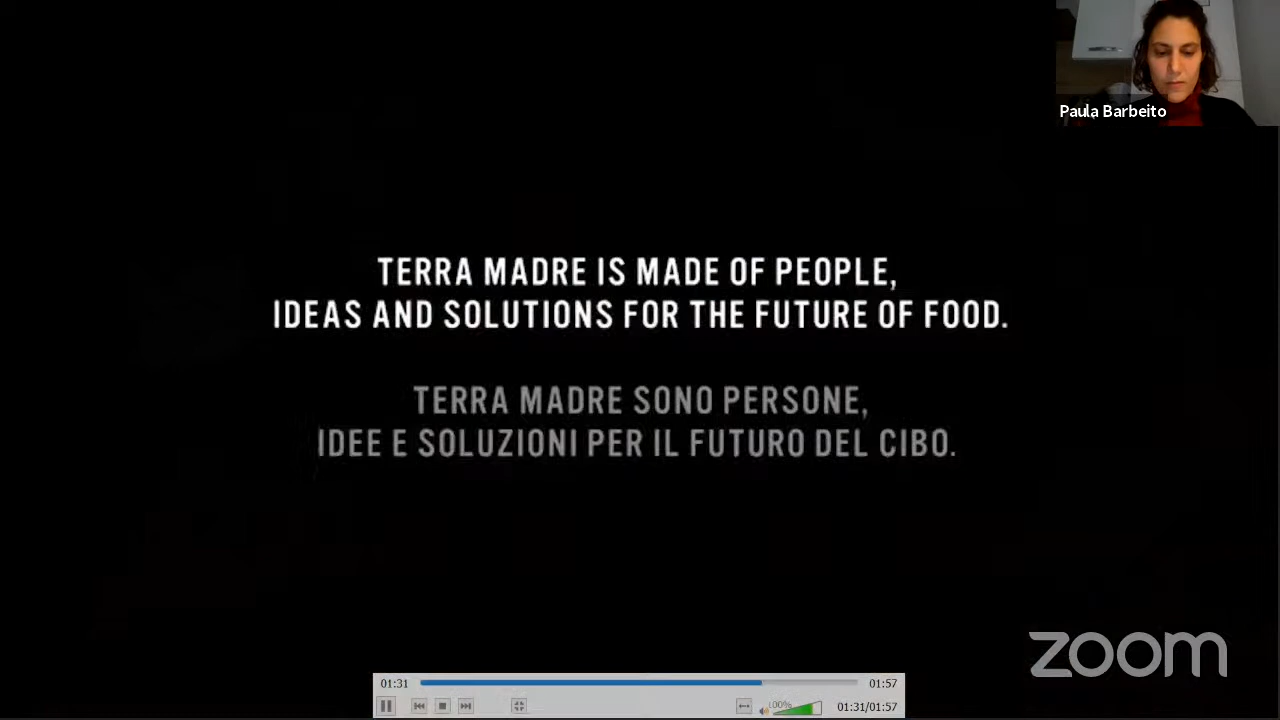 Paula Barbeito
TERRA MADRE IS MADE OF PEOPLE,
IDEAS AND SOLUTIONS FOR THE FUTURE OF FOOD.
TERRA MADRE SONO PERSONE,
IDEE E SOLUZIONI PER IL FUTURO DEL CIBO.
zoom
01:31 01:57
100% 01:31/01:57